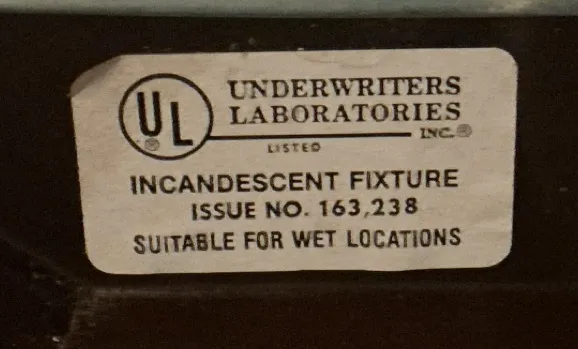 UL®
UNDERWRITERS
LABORATORIES
INC.®
LISTED
INCANDESCENT FIXTURE
ISSUE NO. 163,238
SUITABLE FOR WET LOCATIONS